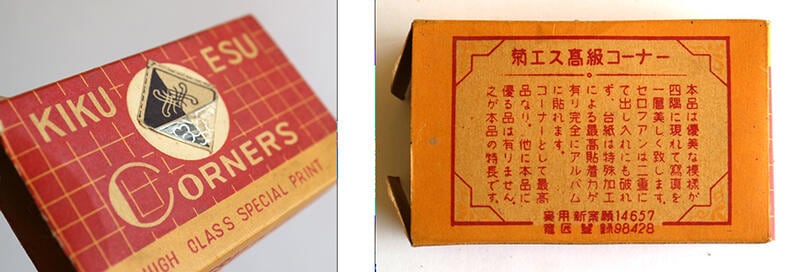 KIKU ESU
CORNERS
HIGH CLASS SPECIAL PRINT
菊エス高級コーナー
本品は優美な模様が
四隅に現れて寫真を
一層美しく致します。
セロファンは二重に
て出し入れにも破れ
ず、台紙は特殊加工
による最高貼着力が
有り完全にアルバム
に貼れます。
コーナーとして最高
品なり、他に本品に
優る品は有りません。
之が本品の特長です。
実用新案願14657
意匠登録98428